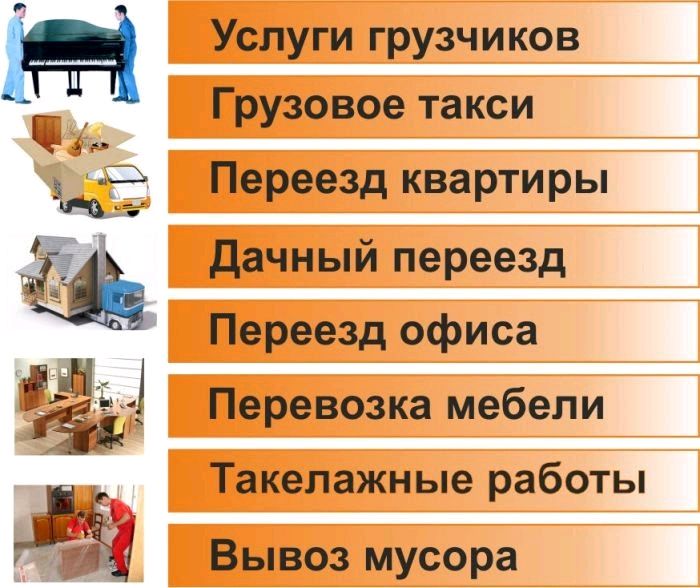 Услуги грузчиков
Грузовое такси
Переезд квартиры
Дачный переезд
Переезд офиса
Перевозка мебели
Такелажные работы
Вывоз мусора